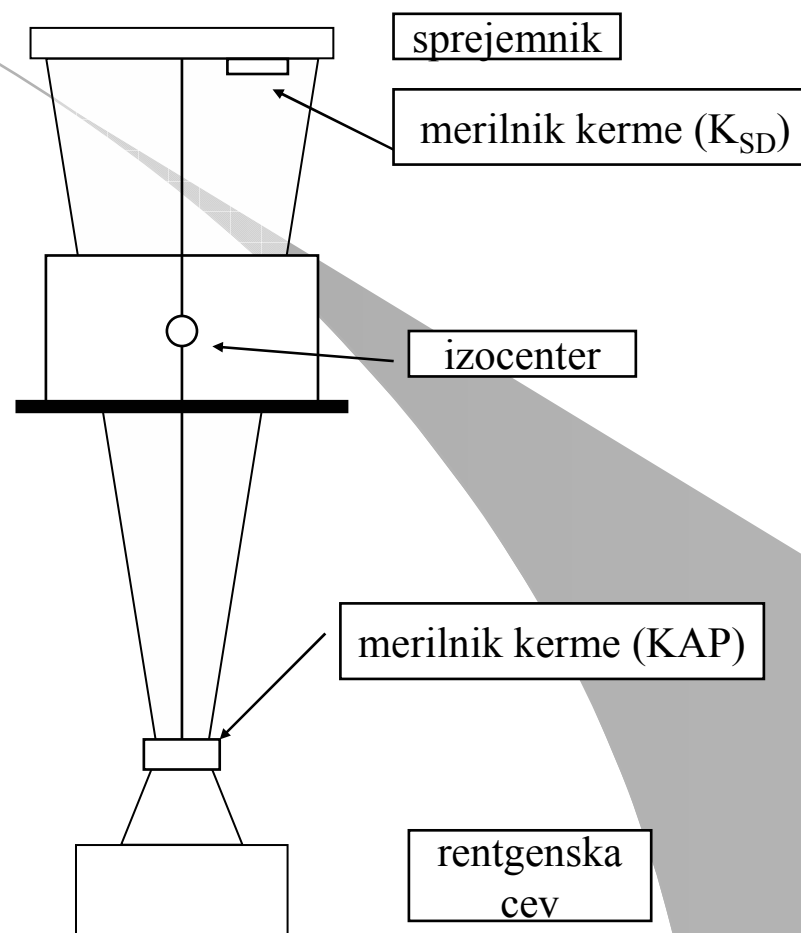 sprejemnik
merilnik kerme (K_SD)
izocenter
merilnik kerme (KAP)
rentgenska
cev